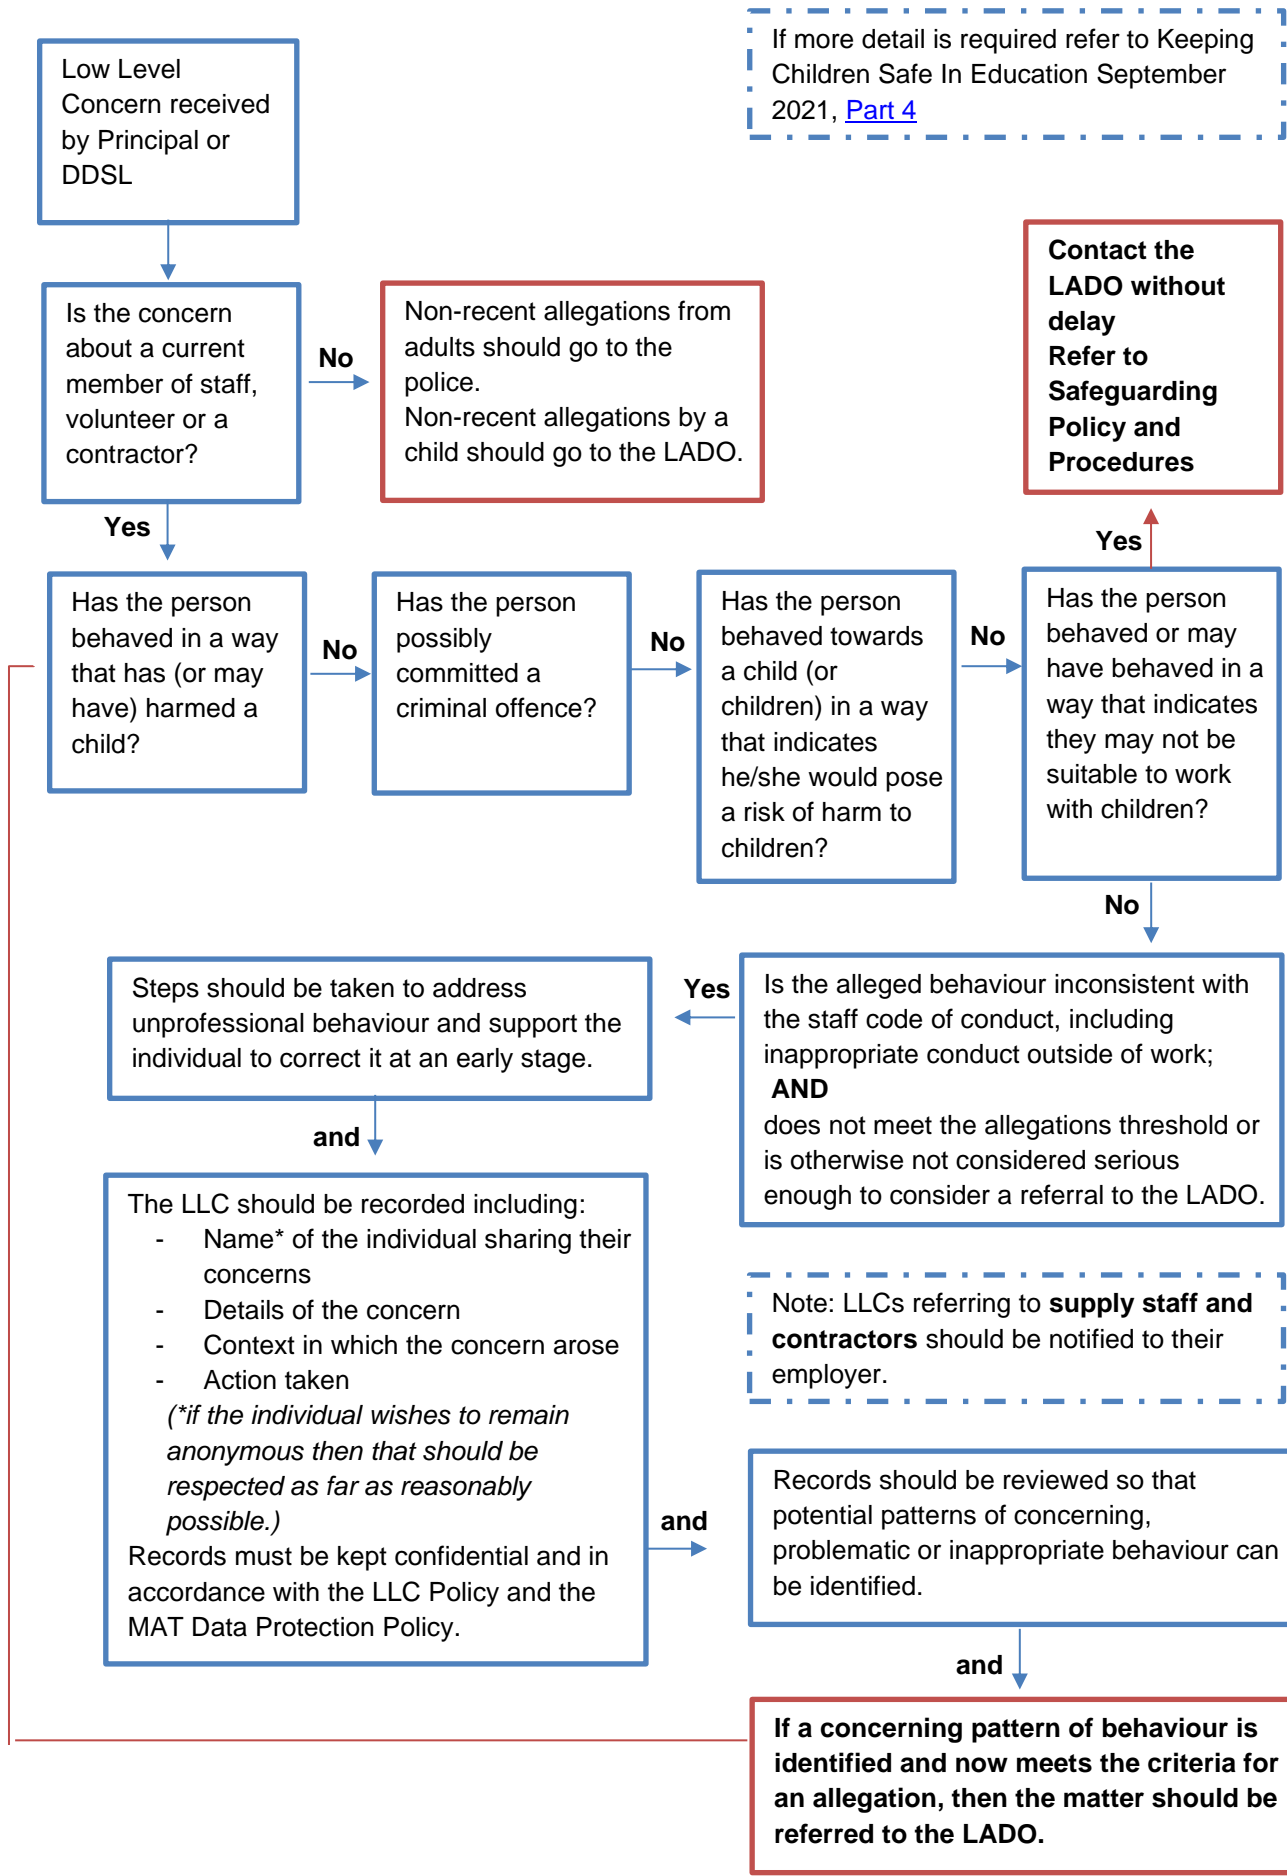 Low Level
Concern received
by Principal or
DDSL
If more detail is required refer to Keeping
Children Safe In Education September
2021, Part 4
Is the concern
about a current
member of staff,
volunteer or a
contractor?
No
Non-recent allegations from
adults should go to the
police.
Non-recent allegations by a
child should go to the LADO.
Contact the
LADO without
delay
Refer to
Safeguarding
Policy and
Procedures
Yes
Yes
Has the person
behaved in a way
that has (or may
have) harmed a
child?
No
Has the person
possibly
committed a
criminal offence?
No
Has the person
behaved towards
a child (or
children) in a way
that indicates
he/she would pose
a risk of harm to
children?
No
Has the person
behaved or may
have behaved in a
way that indicates
they may not be
suitable to work
with children?
No
Is the alleged behaviour inconsistent with
the staff code of conduct, including
inappropriate conduct outside of work;
AND
does not meet the allegations threshold or
is otherwise not considered serious
enough to consider a referral to the LADO.
Yes
Steps should be taken to address
unprofessional behaviour and support the
individual to correct it at an early stage.
and
The LLC should be recorded including:
- Name* of the individual sharing their
concerns
- Details of the concern
- Context in which the concern arose
- Action taken
(*if the individual wishes to remain
anonymous then that should be
respected as far as reasonably
possible.)
Records must be kept confidential and in
accordance with the LLC Policy and the
MAT Data Protection Policy.
Note: LLCs referring to supply staff and
contractors should be notified to their
employer.
and
Records should be reviewed so that
potential patterns of concerning,
problematic or inappropriate behaviour can
be identified.
and
If a concerning pattern of behaviour is
identified and now meets the criteria for
an allegation, then the matter should be
referred to the LADO.